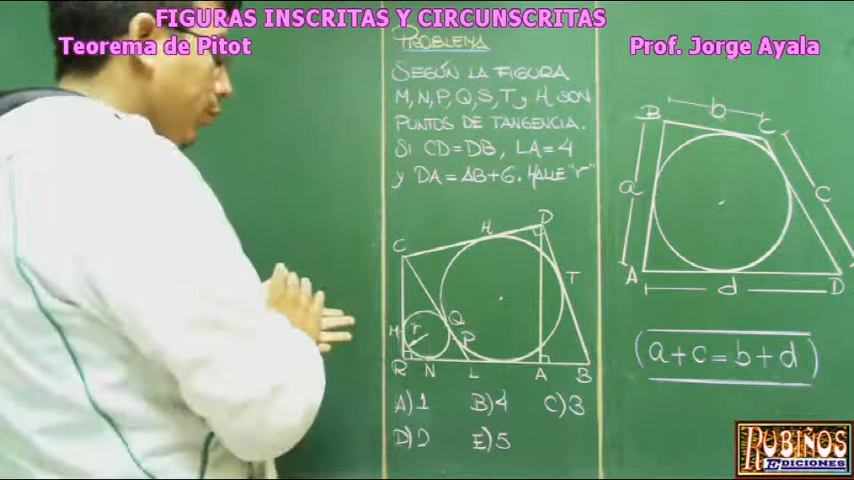 FIGURAS INSCRITAS Y CIRCUNSCRITAS
Teorema de Pitot
Prof. Jorge Ayala
PROBLEMA
SEGÚN LA FIGURA
M, N, P, Q, S, T y H SON
PUNTOS DE TANGENCIA.
SI CD=DB, LA=4
y DA=AB+6. HALLE "r"
C
H
D
T
M
r
Q
P
R
N
L
A
B
A) 1
B) 4
C) 3
D) 2
E) 5
B
b
C
a
c
A
d
D
a+c=b+d
RUBIÑOS
EDICIONES